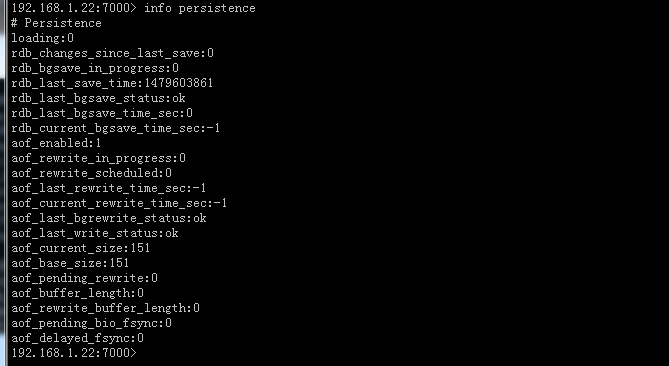 192.168.1.22:7000> info persistence
# Persistence
loading:0
rdb_changes_since_last_save:0
rdb_bgsave_in_progress:0
rdb_last_save_time:1479603861
rdb_last_bgsave_status:ok
rdb_last_bgsave_time_sec:0
rdb_current_bgsave_time_sec:-1
aof_enabled:1
aof_rewrite_in_progress:0
aof_rewrite_scheduled:0
aof_last_rewrite_time_sec:-1
aof_current_rewrite_time_sec:-1
aof_last_bgrewrite_status:ok
aof_last_write_status:ok
aof_current_size:151
aof_base_size:151
aof_pending_rewrite:0
aof_buffer_length:0
aof_rewrite_buffer_length:0
aof_pending_bio_fsync:0
aof_delayed_fsync:0
192.168.1.22:7000>